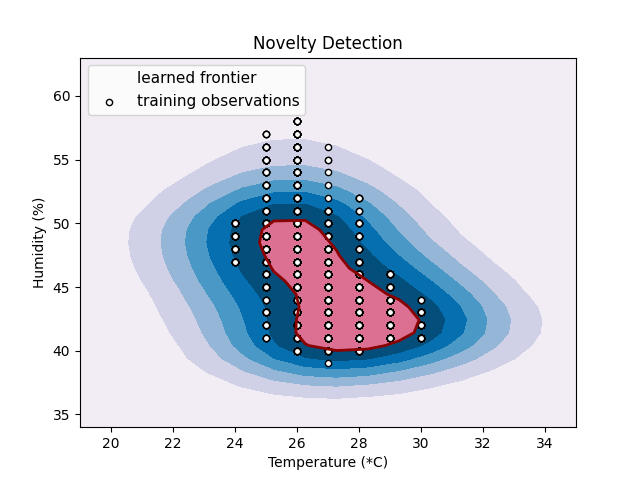 Novelty Detection
learned frontier
training observations
60
55
50
45
40
35
Humidity (%)
20 22 24 26 28 30 32 34
Temperature (*C)